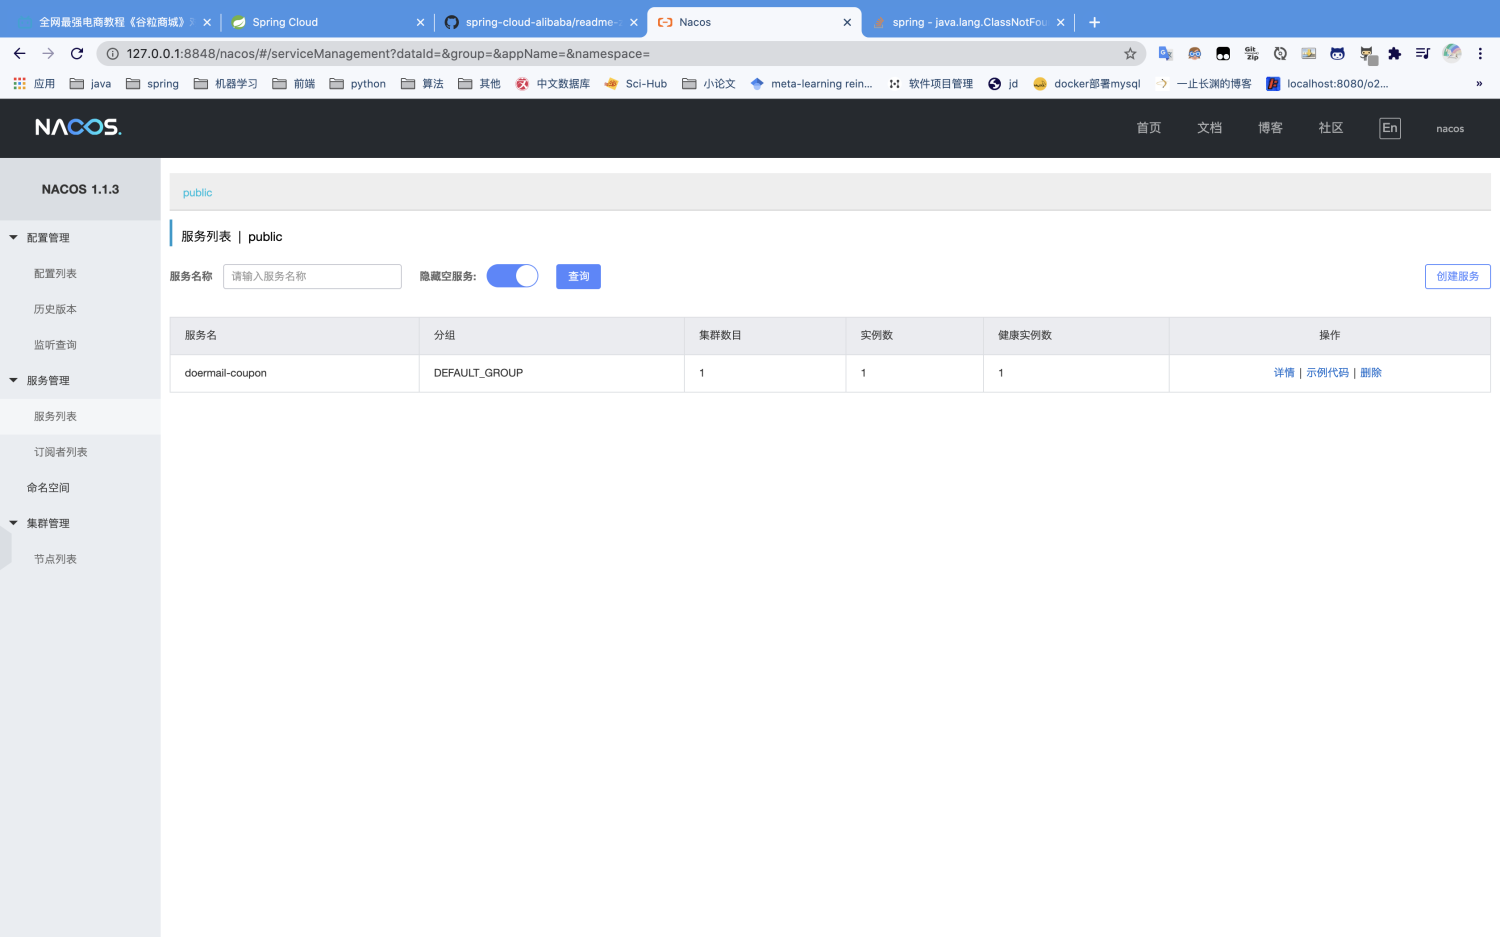 全网最强电商教程《谷粒商城》
Spring Cloud
spring-cloud-alibaba/readme-
Nacos
spring - java.lang.ClassNotFou
127.0.0.1:8848/nacos/#/serviceManagement?dataId=&group=&appName=&namespace=
应用
java
spring
机器学习
前端
python
算法
其他
中文数据库
Sci-Hub
小论文
meta-learning rein...
软件项目管理
jd
docker部署mysql
一止长渊的博客
localhost:8080/o2...
»
NACOS.
首页
文档
博客
社区
En
nacos
NACOS 1.1.3
配置管理
配置列表
历史版本
监听查询
服务管理
服务列表
订阅者列表
命名空间
集群管理
节点列表
public
服务列表 | public
服务名称
请输入服务名称
隐藏空服务:
查询
创建服务
服务名 分组 集群数目 实例数 健康实例数 操作
doermail-coupon DEFAULT_GROUP 1 1 1 详情 | 示例代码 | 删除